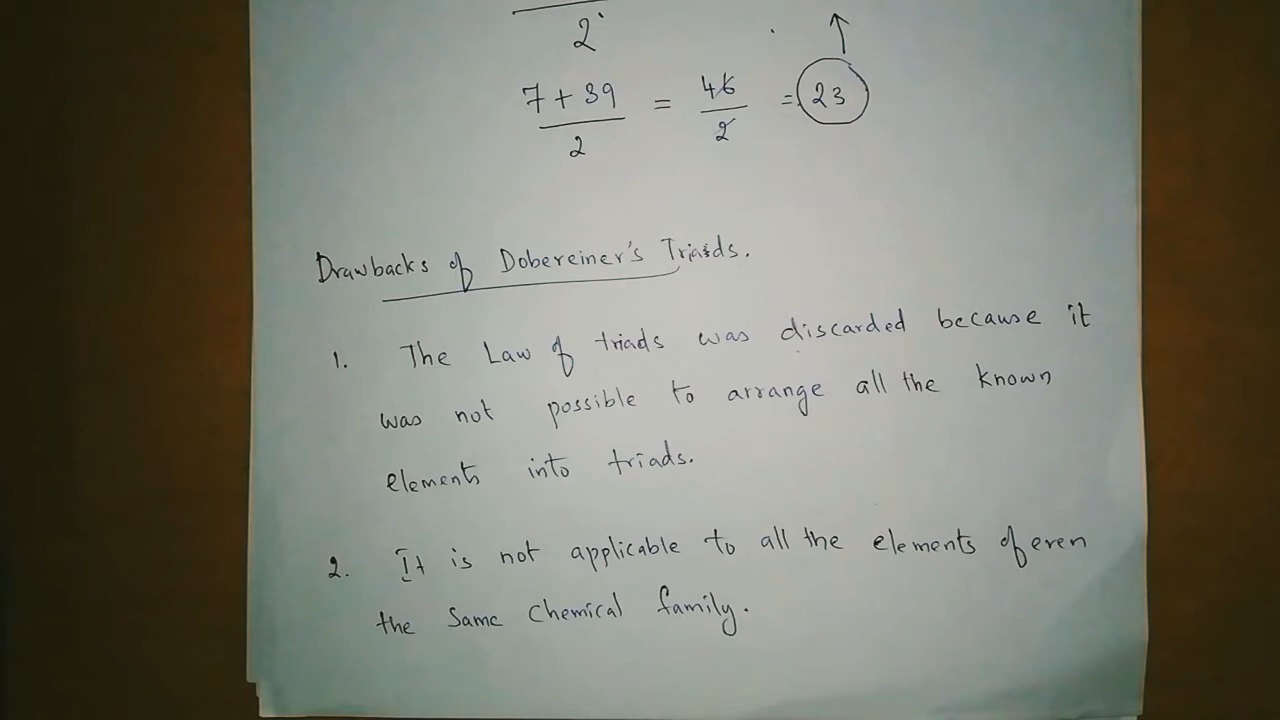 2
7 + 39 = 46 = 23
2 2
Drawbacks of Dobereiner's Triads.
1. The Law of triads was discarded because it
was not possible to arrange all the known
elements into triads.
2. It is not applicable to all the elements of even
the Same Chemical family.